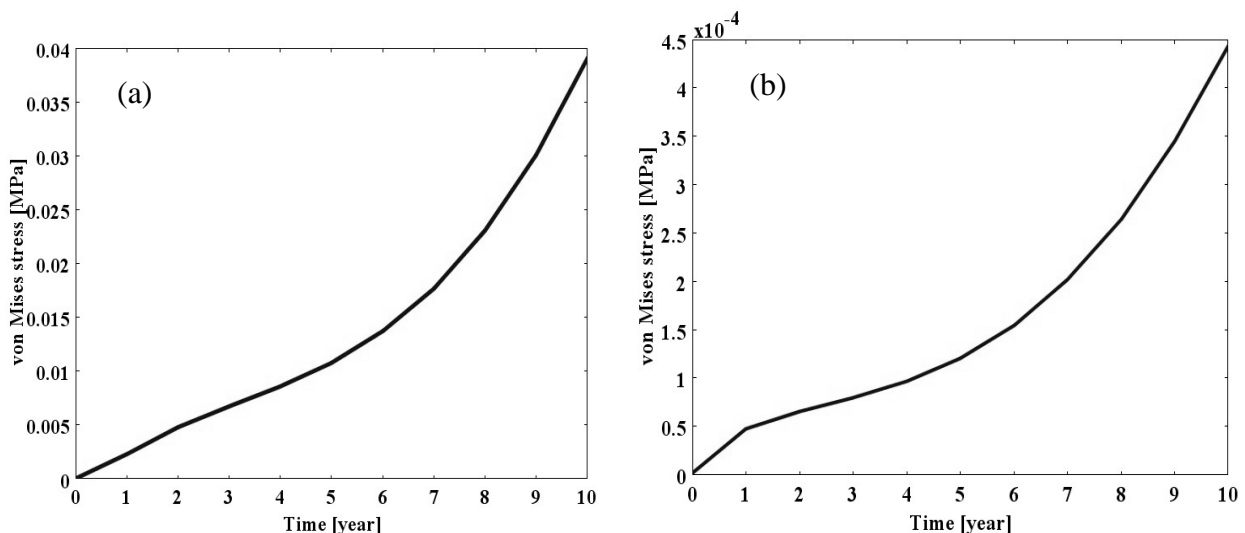 (a)
von Mises stress [MPa]
0.04
0.035
0.03
0.025
0.02
0.015
0.01
0.005
0
0 1 2 3 4 5 6 7 8 9 10
Time [year]
(b)
x10-4
von Mises stress [MPa]
4.5
4
3.5
3
2.5
2
1.5
1
0.5
0
0 1 2 3 4 5 6 7 8 9 10
Time [year]